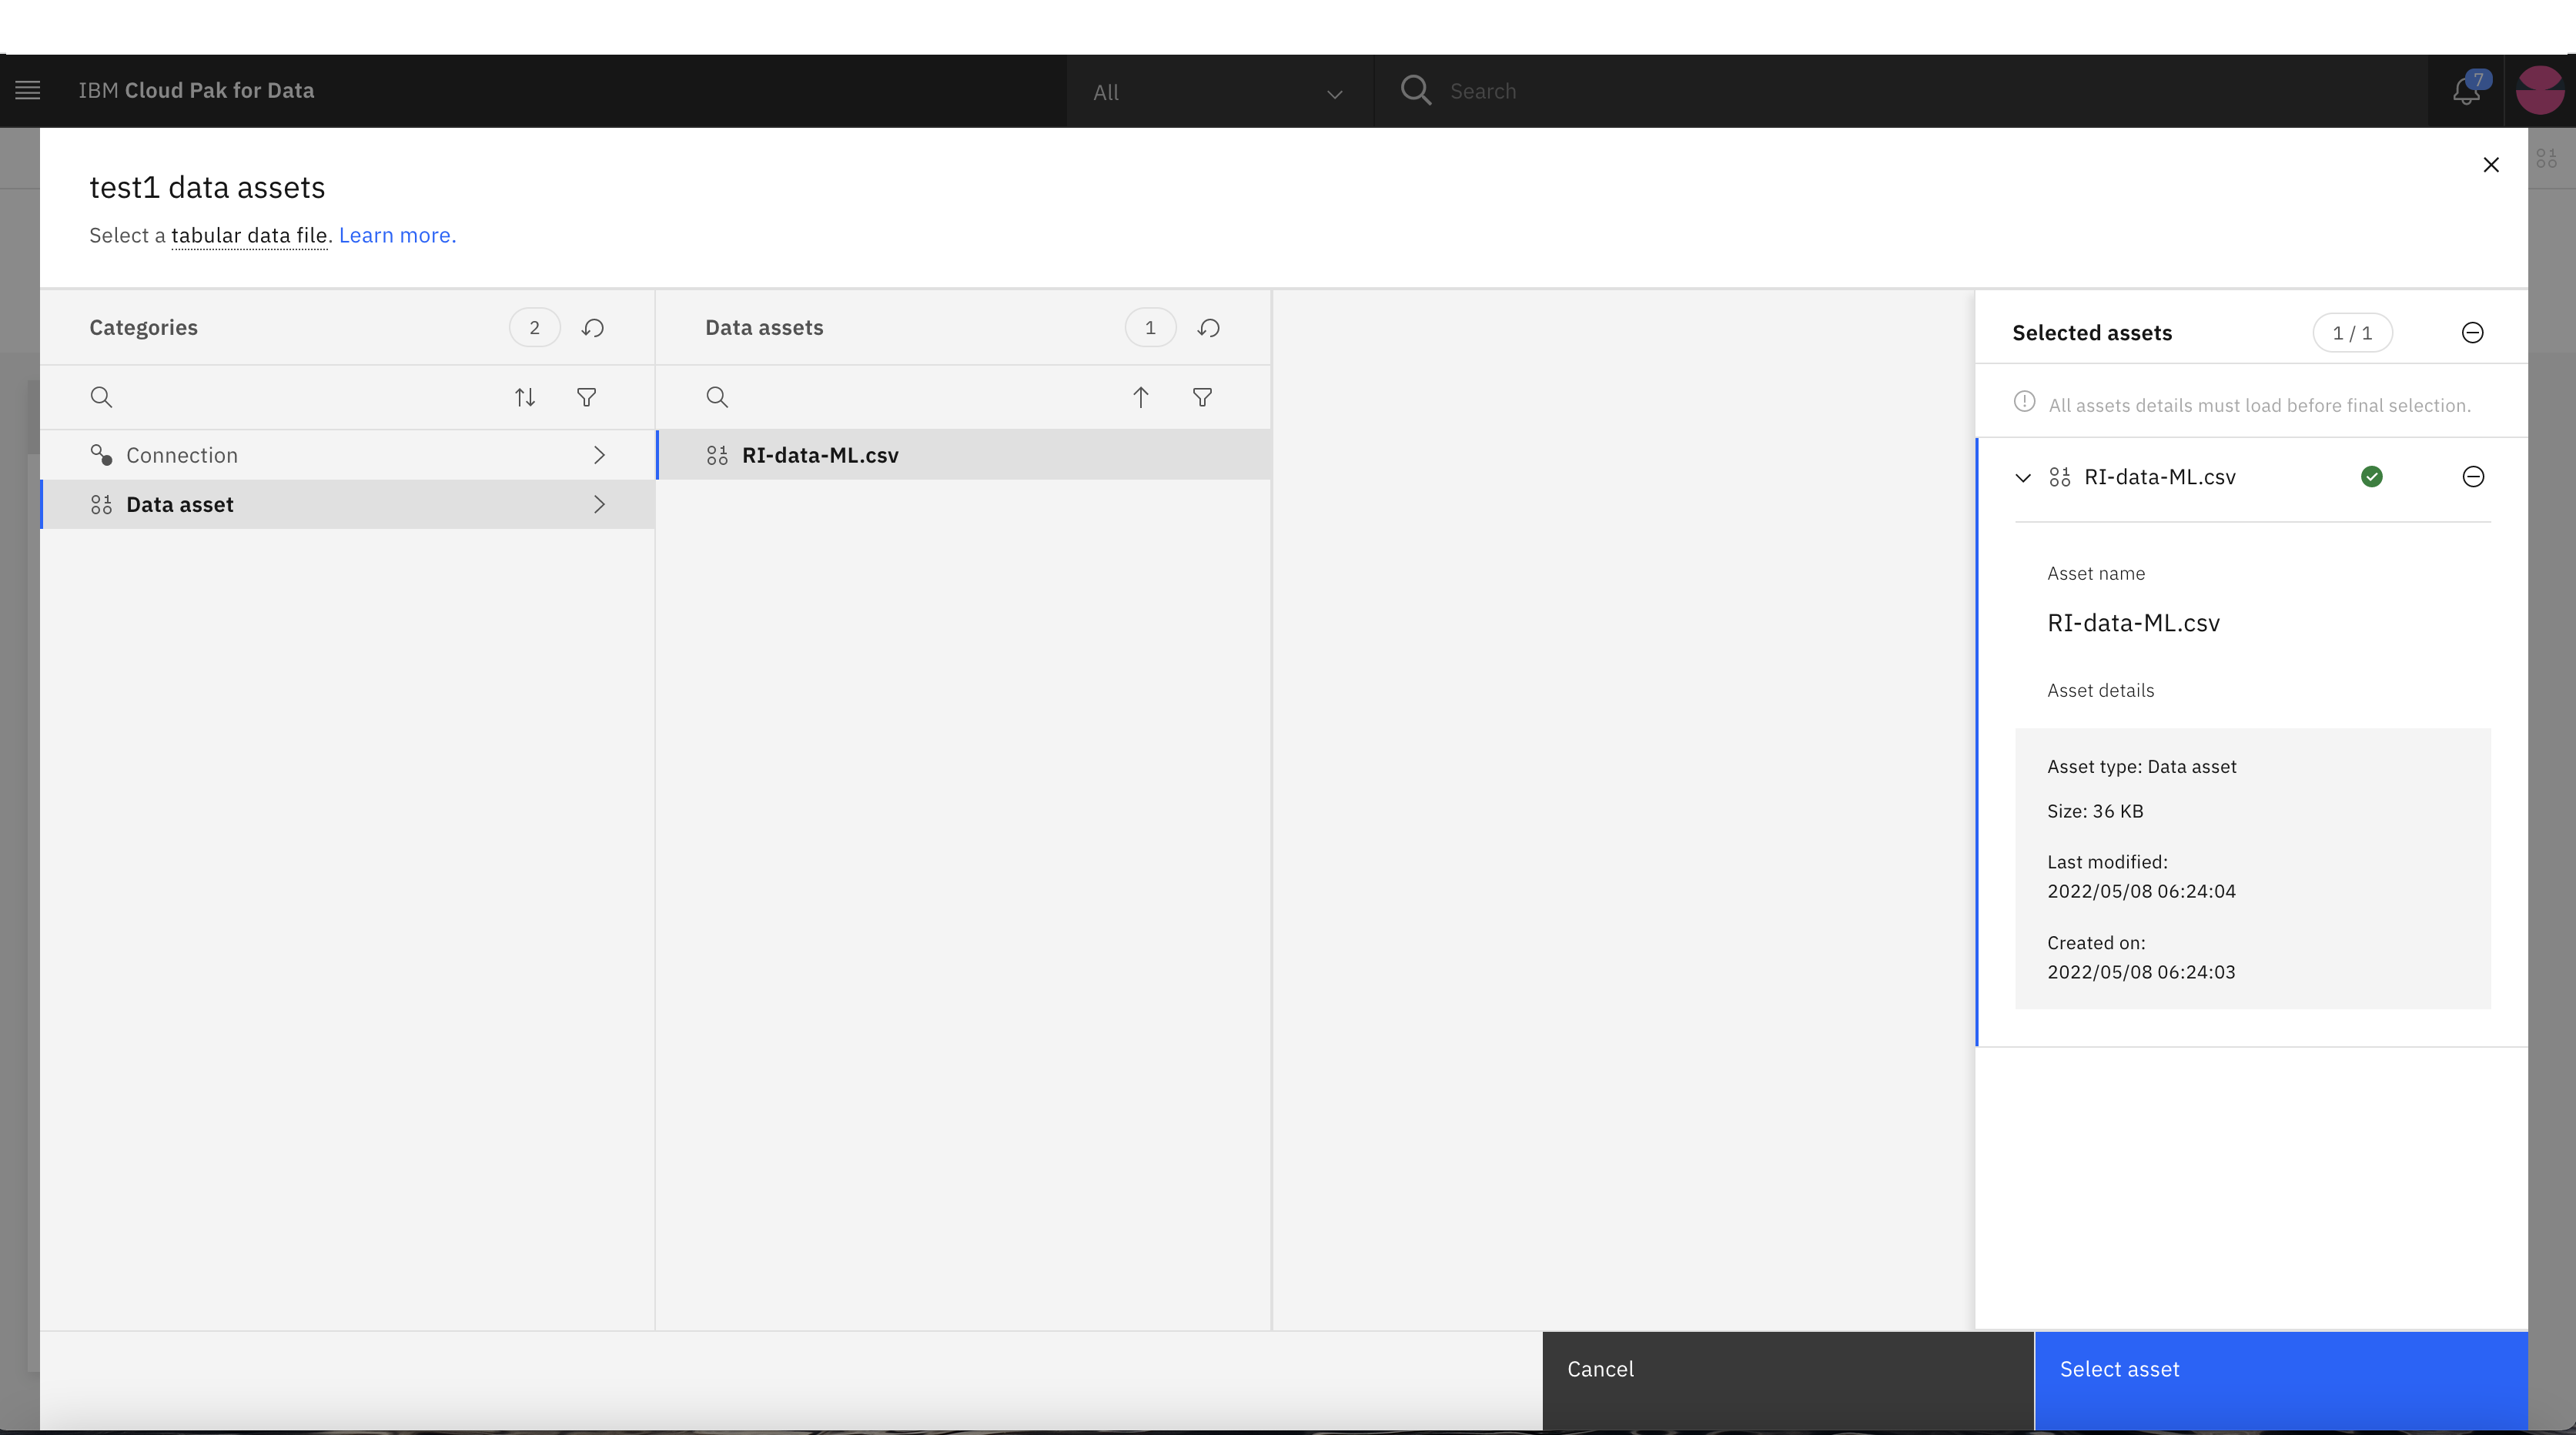 IBM Cloud Pak for Data
All
Search
7
test1 data assets
Select a tabular data file. Learn more.
Categories
2
Data assets
1
Selected assets
1 / 1
All assets details must load before final selection.
Connection
Data asset
RI-data-ML.csv
RI-data-ML.csv
Asset name
RI-data-ML.csv
Asset details
Asset type: Data asset
Size: 36 KB
Last modified:
2022/05/08 06:24:04
Created on:
2022/05/08 06:24:03
Cancel
Select asset